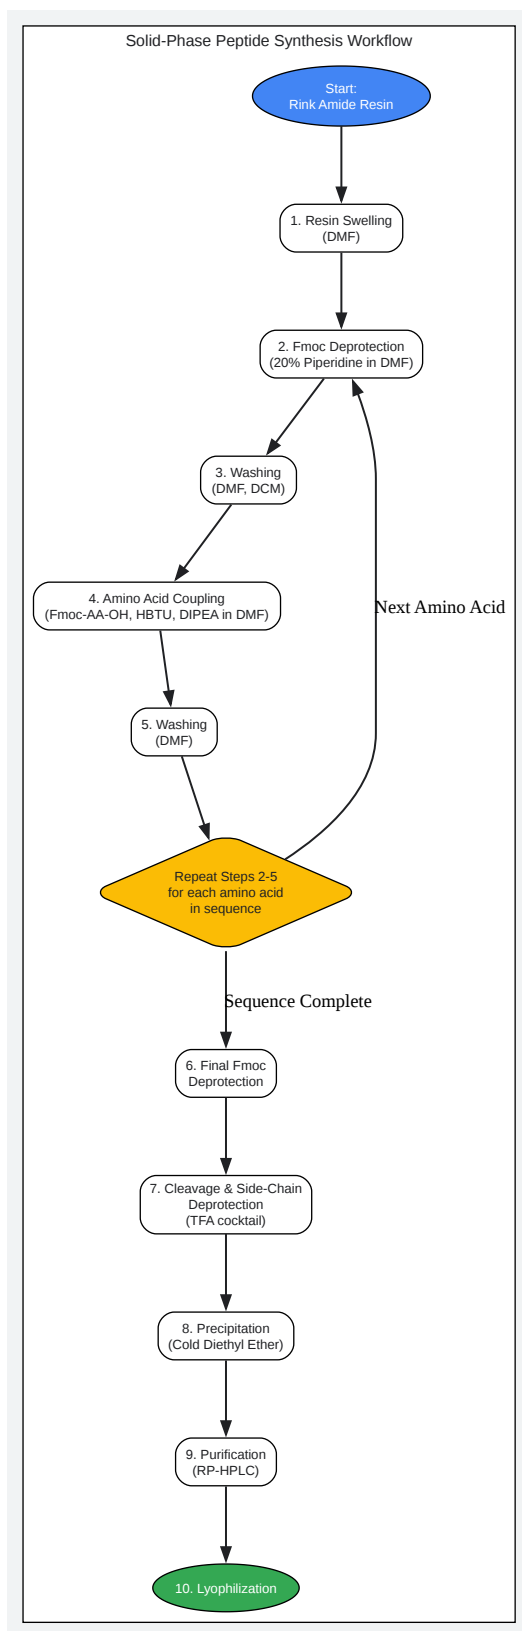 Solid-Phase Peptide Synthesis Workflow
Start:
Rink Amide Resin
1. Resin Swelling
(DMF)
2. Fmoc Deprotection
(20% Piperidine in DMF)
3. Washing
(DMF, DCM)
4. Amino Acid Coupling
(Fmoc-AA-OH, HBTU, DIPEA in DMF)
Next Amino Acid
5. Washing
(DMF)
Repeat Steps 2-5
for each amino acid
in sequence
Sequence Complete
6. Final Fmoc
Deprotection
7. Cleavage & Side-Chain
Deprotection
(TFA cocktail)
8. Precipitation
(Cold Diethyl Ether)
9. Purification
(RP-HPLC)
10. Lyophilization